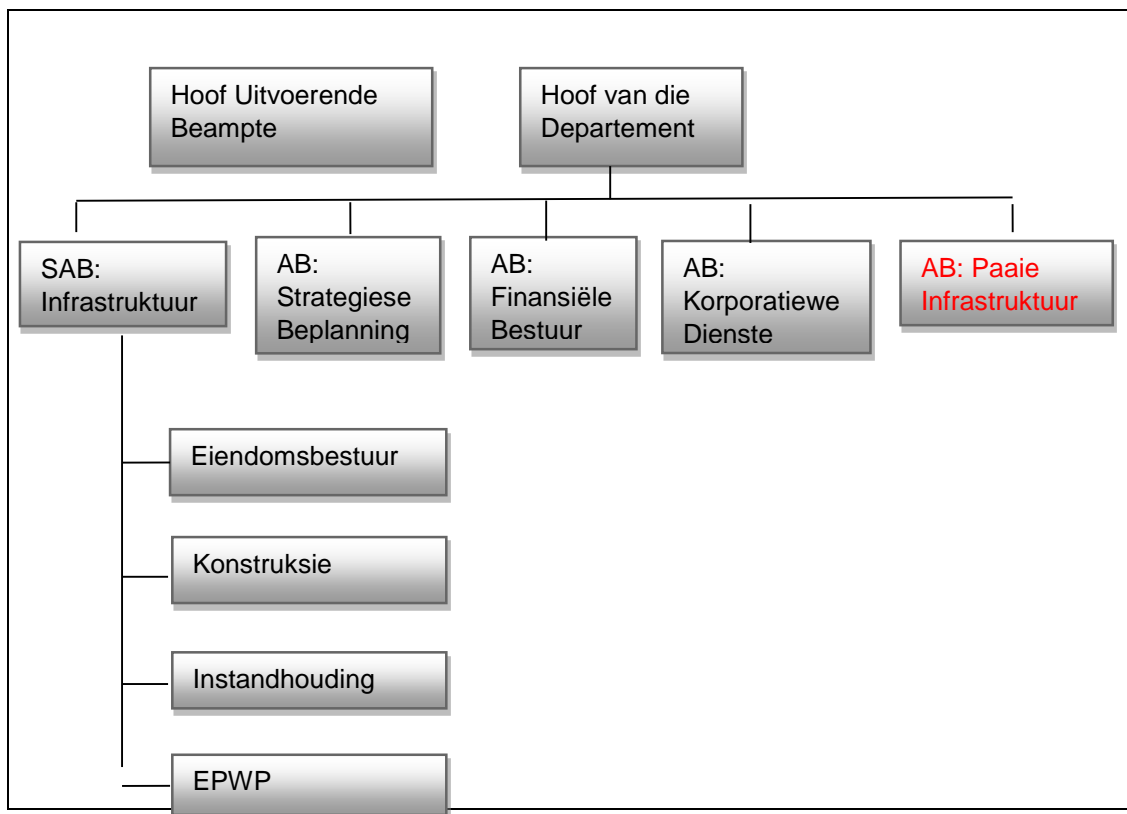 Hoof Uitvoerende
Beampte
Hoof van die
Departement
SAB:
Infrastruktuur
AB:
Strategiese
Beplanning
AB:
Finansiële
Bestuur
AB:
Korporatiewe
Dienste
AB: Paaie
Infrastruktuur
Eiendomsbestuur
Konstruksie
Instandhouding
EPWP